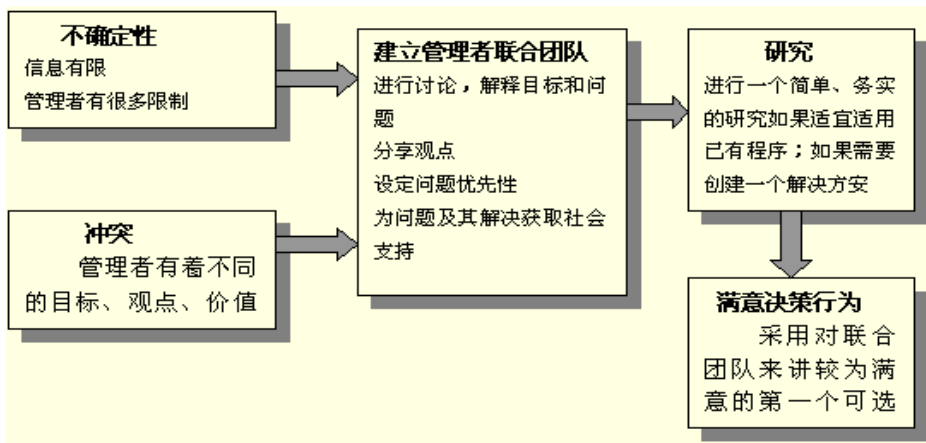 不确定性
信息有限
管理者有很多限制
冲突
管理者有着不同
的目标、观点、价值
建立管理者联合团队
进行讨论，解释目标和问
题
分享观点
设定问题优先性
为问题及其解决获取社会
支持
研究
进行一个简单、务实
的研究如果适宜适用
已有程序；如果需要
创建一个解决方安
满意决策行为
采用对联合
团队来讲较为满
意的第一个可选